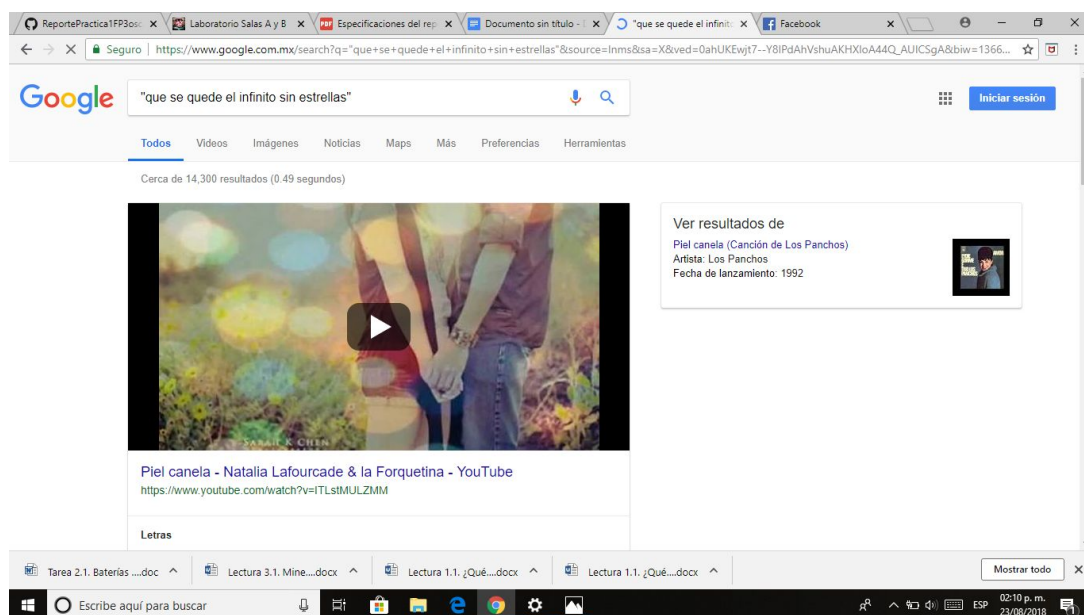 ReportePractica1FP3osc
Laboratorio Salas A y B
Especificaciones del rep
Documento sin título -
"que se quede el infinito
Facebook
Seguro | https://www.google.com.mx/search?q="que+se+quede+el+infinito+sin+estrellas"&source=lnms&sa=X&ved=0ahUKEwjt7--Y8IPdAhVshuAKHXIoA44Q_AUICSgA&biw=1366...
Google
"que se quede el infinito sin estrellas"
Iniciar sesión
Todos Videos Imágenes Noticias Maps Más Preferencias Herramientas
Cerca de 14,300 resultados (0.49 segundos)
SARAH K CHEN
Piel canela - Natalia Lafourcade & la Forquetina - YouTube
https://www.youtube.com/watch?v=ITLstMULZMM
Letras
Ver resultados de
Piel canela (Canción de Los Panchos)
Artista: Los Panchos
Fecha de lanzamiento: 1992
Tarea 2.1. Baterías ....doc
Lectura 3.1. Mine....docx
Lectura 1.1. ¿Qué....docx
Lectura 1.1. ¿Qué....docx
Mostrar todo
Escribe aquí para buscar
ESP
02:10 p. m.
23/08/2018